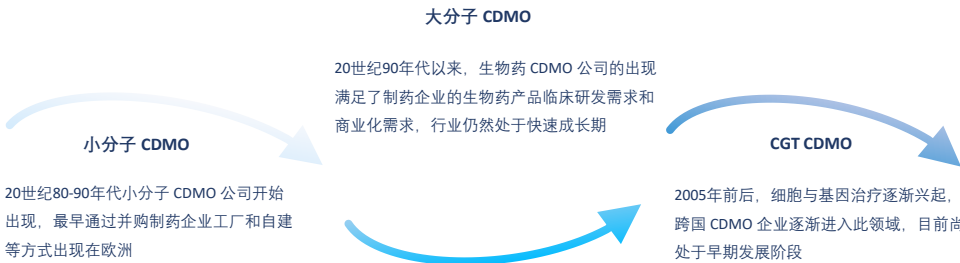 大分子 CDMO
20世纪90年代以来，生物药 CDMO 公司的出现
满足了制药企业的生物药产品临床研发需求和
商业化需求，行业仍然处于快速成长期
小分子 CDMO
20世纪80-90年代小分子 CDMO 公司开始
出现，最早通过并购制药企业工厂和自建
等方式出现在欧洲
CGT CDMO
2005年前后，细胞与基因治疗逐渐兴起，
跨国 CDMO 企业逐渐进入此领域，目前尚
处于早期发展阶段